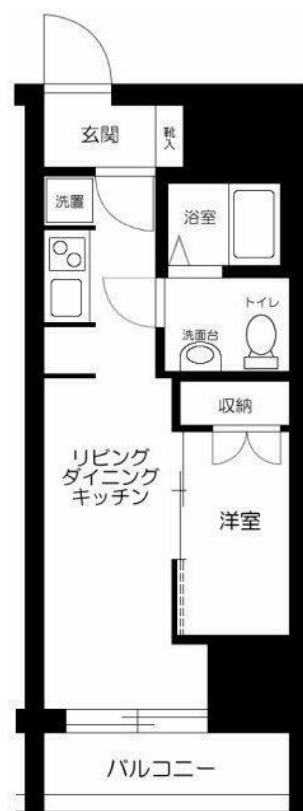 玄関
靴入
洗置
浴室
トイレ
洗面台
収納
リビング
ダイニング
キッチン
洋室
バルコニー